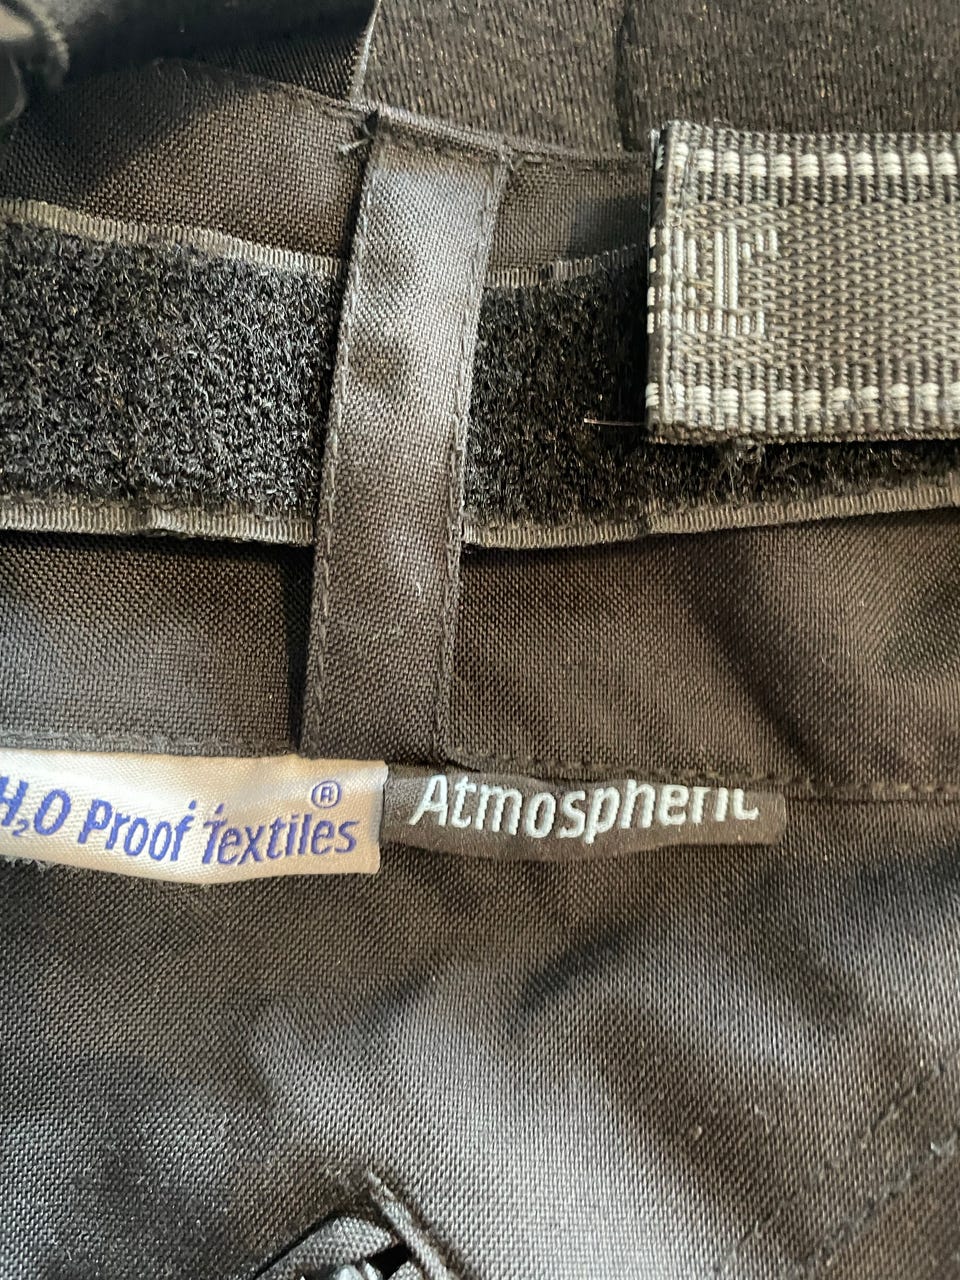 H₂O Proof Textiles ®
Atmospheric